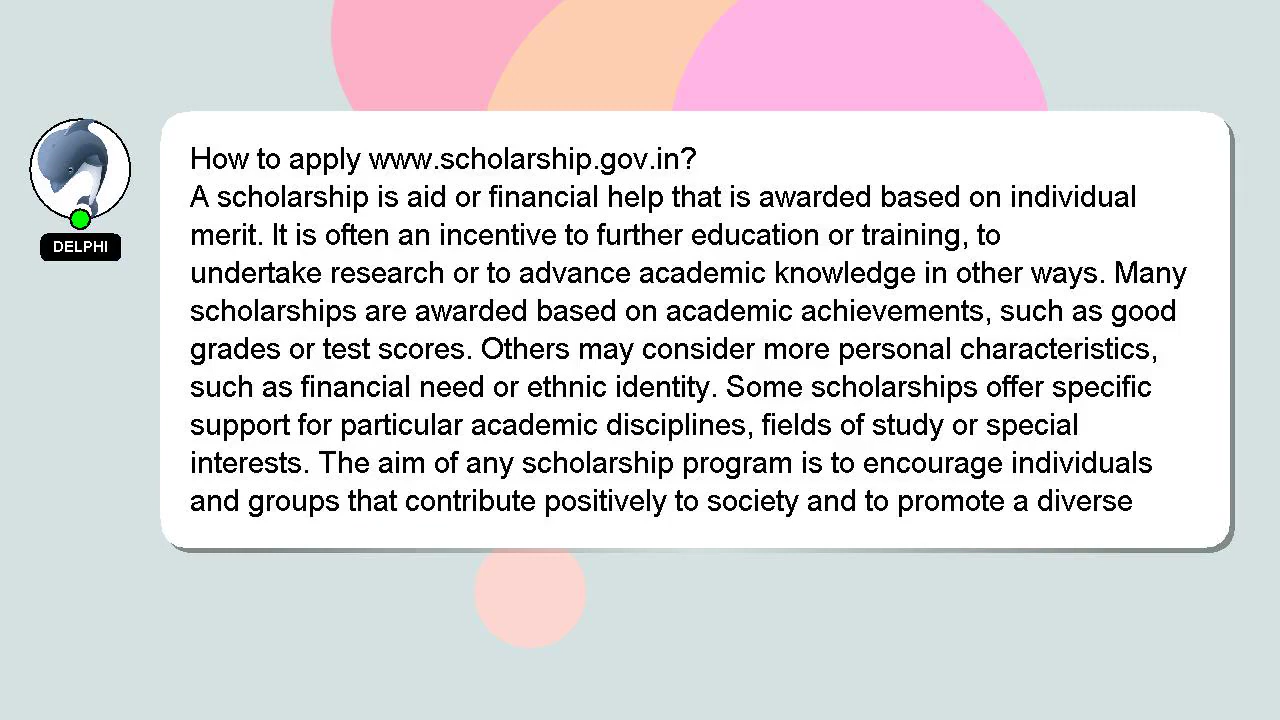 DELPHI
How to apply www.scholarship.gov.in?
A scholarship is aid or financial help that is awarded based on individual
merit. It is often an incentive to further education or training, to
undertake research or to advance academic knowledge in other ways. Many
scholarships are awarded based on academic achievements, such as good
grades or test scores. Others may consider more personal characteristics,
such as financial need or ethnic identity. Some scholarships offer specific
support for particular academic disciplines, fields of study or special
interests. The aim of any scholarship program is to encourage individuals
and groups that contribute positively to society and to promote a diverse